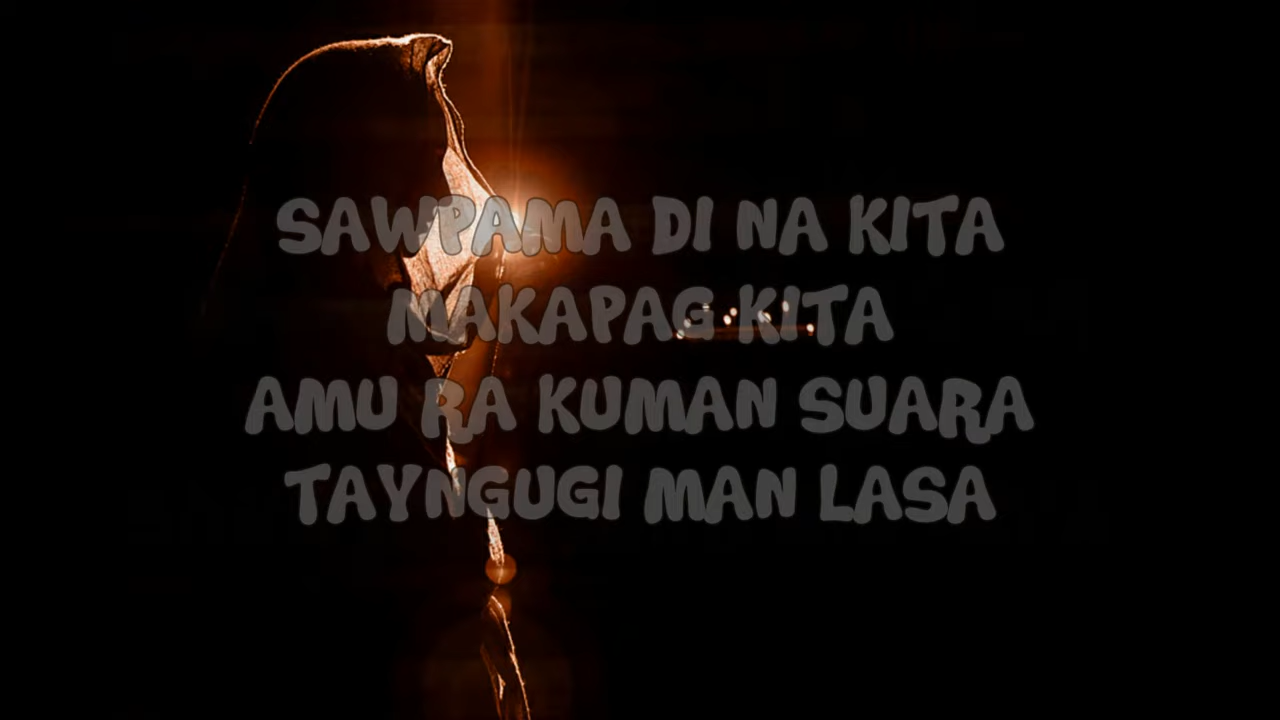 SAWPAMA DI NA KITA
MAKAPAG KITA
AMU RA KUMAN SUARA
TAYNGUGI MAN LASA